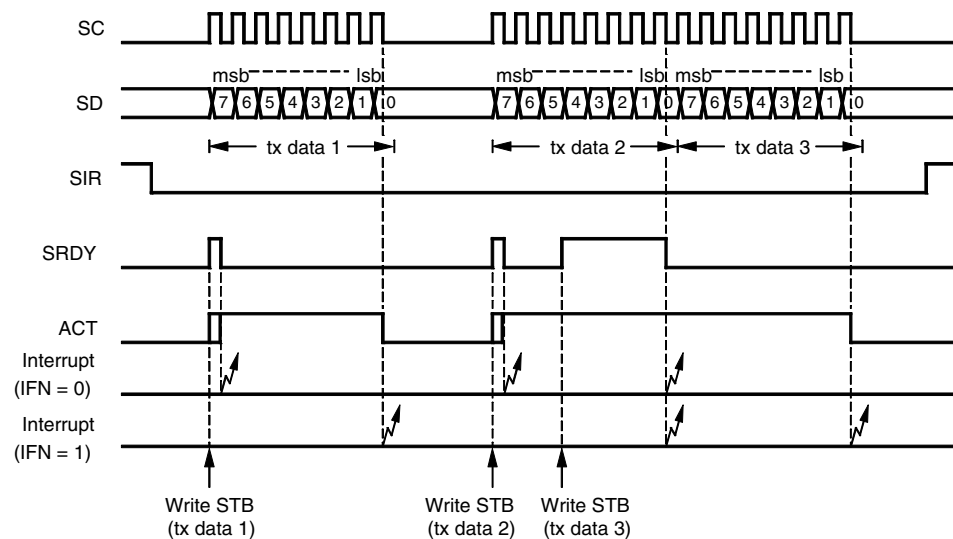 SC
msb lsb msb lsb
SD 7 6 5 4 3 2 1 0 7 6 5 4 3 2 1 0 7 6 5 4 3 2 1 0
tx data 1 tx data 2 tx data 3
SIR
SRDY
ACT
Interrupt
(IFN = 0)
Interrupt
(IFN = 1)
Write STB
(tx data 1)
Write STB
(tx data 2)
Write STB
(tx data 3)